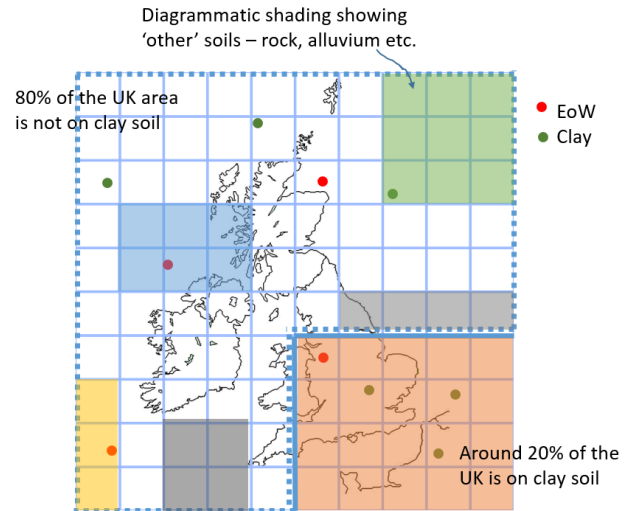 Diagrammatic shading showing
‘other’ soils – rock, alluvium etc.
80% of the UK area
is not on clay soil
EoW
Clay
Around 20% of the
UK is on clay soil